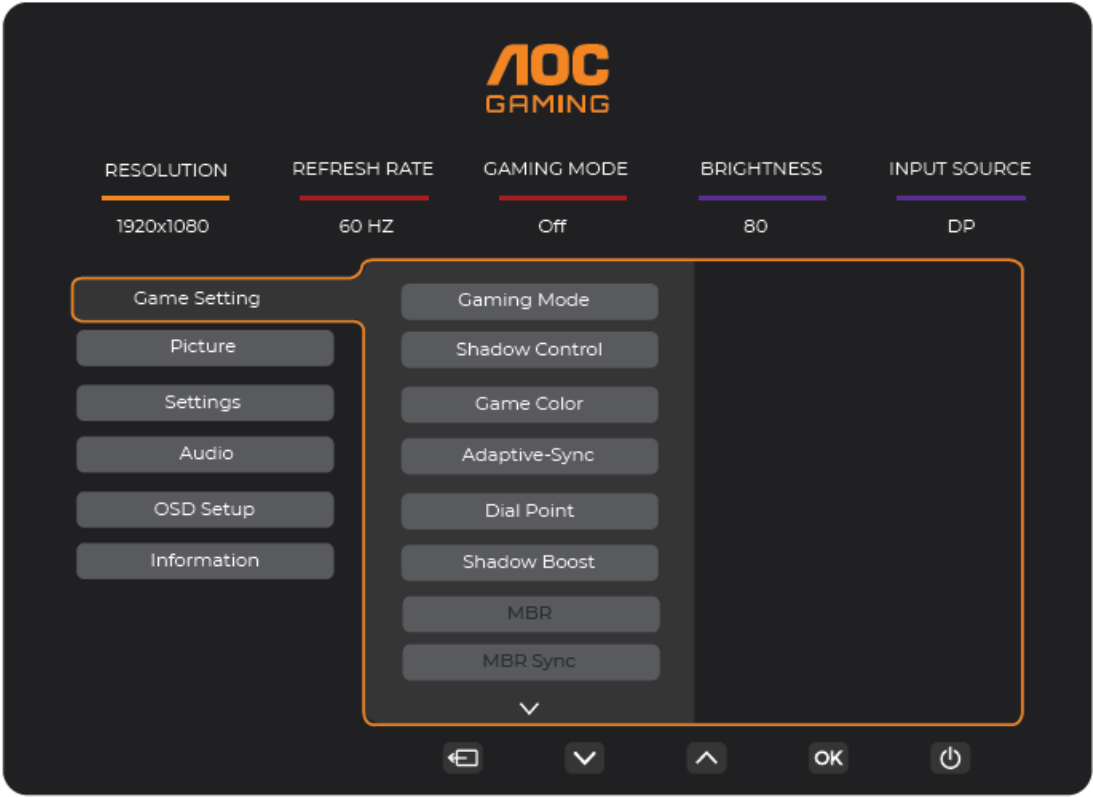 AOC
GAMING
RESOLUTION REFRESH RATE GAMING MODE BRIGHTNESS INPUT SOURCE
1920x1080 60 HZ Off 80 DP
Game Setting
Picture
Settings
Audio
OSD Setup
Information
Gaming Mode
Shadow Control
Game Color
Adaptive-Sync
Dial Point
Shadow Boost
MBR
MBR Sync
OK